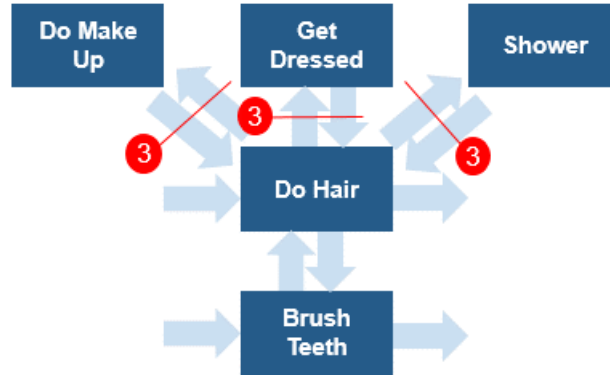 Do Make
Up
Get
Dressed
Shower
3
3
3
Do Hair
Brush
Teeth